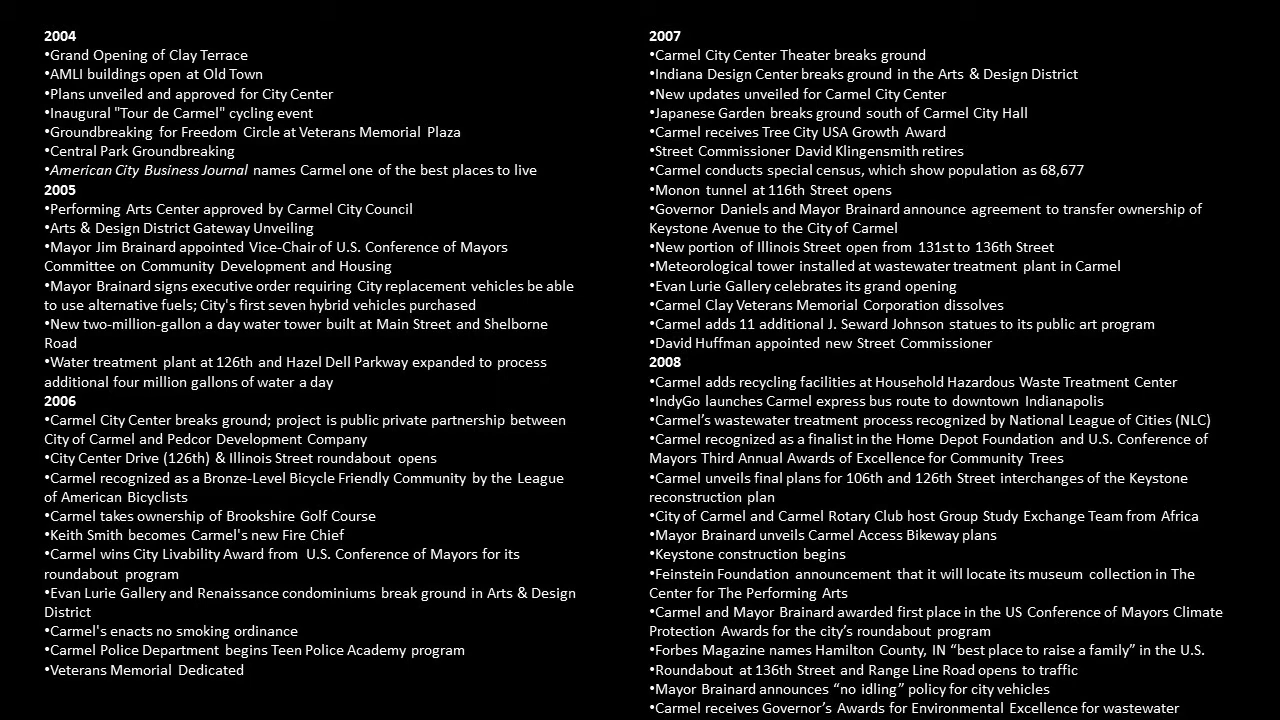 2004
•Grand Opening of Clay Terrace
•AMLI buildings open at Old Town
•Plans unveiled and approved for City Center
•Inaugural "Tour de Carmel" cycling event
•Groundbreaking for Freedom Circle at Veterans Memorial Plaza
•Central Park Groundbreaking
•American City Business Journal names Carmel one of the best places to live
2005
•Performing Arts Center approved by Carmel City Council
•Arts & Design District Gateway Unveiling
•Mayor Jim Brainard appointed Vice-Chair of U.S. Conference of Mayors
Committee on Community Development and Housing
•Mayor Brainard signs executive order requiring City replacement vehicles be able
to use alternative fuels; City's first seven hybrid vehicles purchased
•New two-million-gallon a day water tower built at Main Street and Shelborne
Road
•Water treatment plant at 126th and Hazel Dell Parkway expanded to process
additional four million gallons of water a day
2006
•Carmel City Center breaks ground; project is public private partnership between
City of Carmel and Pedcor Development Company
•City Center Drive (126th) & Illinois Street roundabout opens
•Carmel recognized as a Bronze-Level Bicycle Friendly Community by the League
of American Bicyclists
•Carmel takes ownership of Brookshire Golf Course
•Keith Smith becomes Carmel's new Fire Chief
•Carmel wins City Livability Award from U.S. Conference of Mayors for its
roundabout program
•Evan Lurie Gallery and Renaissance condominiums break ground in Arts & Design
District
•Carmel's enacts no smoking ordinance
•Carmel Police Department begins Teen Police Academy program
•Veterans Memorial Dedicated
2007
•Carmel City Center Theater breaks ground
•Indiana Design Center breaks ground in the Arts & Design District
•New updates unveiled for Carmel City Center
•Japanese Garden breaks ground south of Carmel City Hall
•Carmel receives Tree City USA Growth Award
•Street Commissioner David Klingensmith retires
•Carmel conducts special census, which show population as 68,677
•Monon tunnel at 116th Street opens
•Governor Daniels and Mayor Brainard announce agreement to transfer ownership of
Keystone Avenue to the City of Carmel
•New portion of Illinois Street open from 131st to 136th Street
•Meteorological tower installed at wastewater treatment plant in Carmel
•Evan Lurie Gallery celebrates its grand opening
•Carmel Clay Veterans Memorial Corporation dissolves
•Carmel adds 11 additional J. Seward Johnson statues to its public art program
•David Huffman appointed new Street Commissioner
2008
•Carmel adds recycling facilities at Household Hazardous Waste Treatment Center
•IndyGo launches Carmel express bus route to downtown Indianapolis
•Carmel’s wastewater treatment process recognized by National League of Cities (NLC)
•Carmel recognized as a finalist in the Home Depot Foundation and U.S. Conference of
Mayors Third Annual Awards of Excellence for Community Trees
•Carmel unveils final plans for 106th and 126th Street interchanges of the Keystone
reconstruction plan
•City of Carmel and Carmel Rotary Club host Group Study Exchange Team from Africa
•Mayor Brainard unveils Carmel Access Bikeway plans
•Keystone construction begins
•Feinstein Foundation announcement that it will locate its museum collection in The
Center for The Performing Arts
•Carmel and Mayor Brainard awarded first place in the US Conference of Mayors Climate
Protection Awards for the city’s roundabout program
•Forbes Magazine names Hamilton County, IN “best place to raise a family” in the U.S.
•Roundabout at 136th Street and Range Line Road opens to traffic
•Mayor Brainard announces “no idling” policy for city vehicles
•Carmel receives Governor’s Awards for Environmental Excellence for wastewater